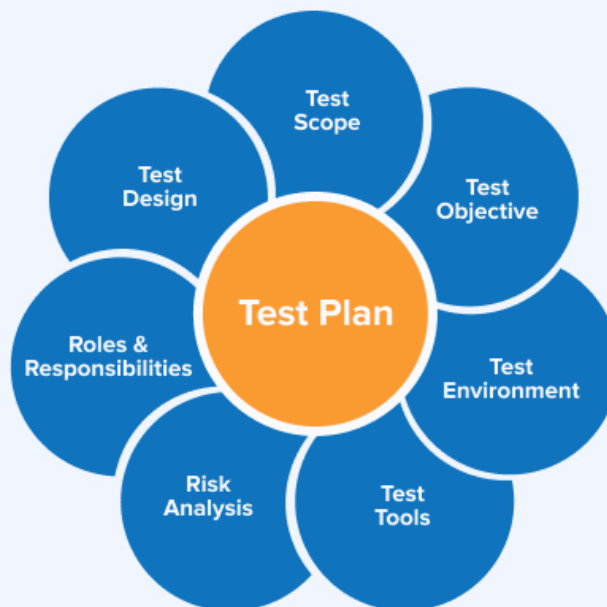 Test
Scope
Test
Objective
Test
Environment
Test
Tools
Risk
Analysis
Roles &
Responsibilities
Test
Design
Test Plan